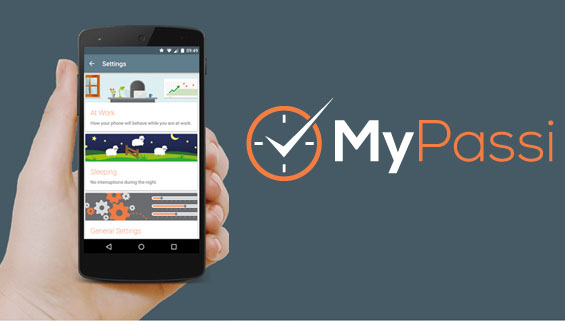 09:49
Settings
At Work
How your phone will behave while you are at work.
Sleeping
No interruptions during the night.
General Settings
MyPassi